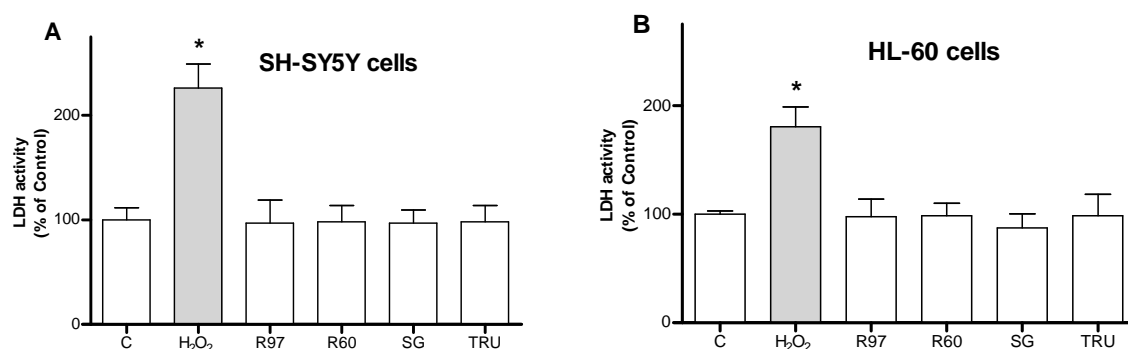 A
SH-SY5Y cells
*
LDH activity
(% of Control)
200
100
0
C H₂O₂ R97 R60 SG TRU
B
HL-60 cells
*
LDH activity
(% of Control)
200
100
0
C H₂O₂ R97 R60 SG TRU